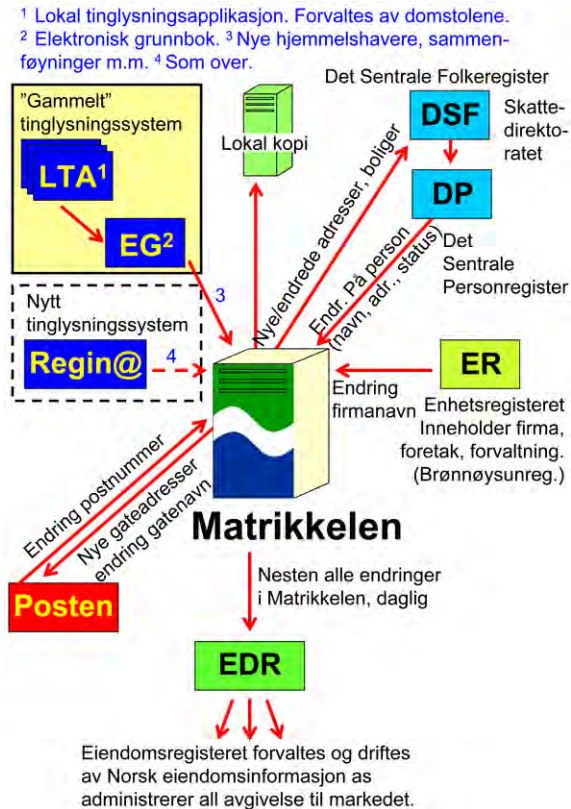 ¹ Lokal tinglysningsapplikasjon. Forvaltes av domstolene.
² Elektronisk grunnbok. ³ Nye hjemmelshavere, sammen-
føyninger m.m. ⁴ Som over.
”Gammelt”
tinglysningssystem
LTA¹
EG²
3
Nytt
tinglysningssystem
Regin@
4
Lokal kopi
Det Sentrale Folkeregister
DSF
Skatte-
direkto-
ratet
DP
Det
Sentrale
Personregister
Nye/endrede adresser, boliger
Endr. På person
(navn, adr., status)
ER
Endring
firmanavn
Enhetsregisteret
Inneholder firma,
foretak, forvaltning.
(Brønnøysunreg.)
Endring postnummer
Nye gateadresser
endring gatenavn
Matrikkelen
Posten
Nesten alle endringer
i Matrikkelen, daglig
EDR
Eiendomsregisteret forvaltes og driftes
av Norsk eiendomsinformasjon as
administrerer all avgivelse til markedet.